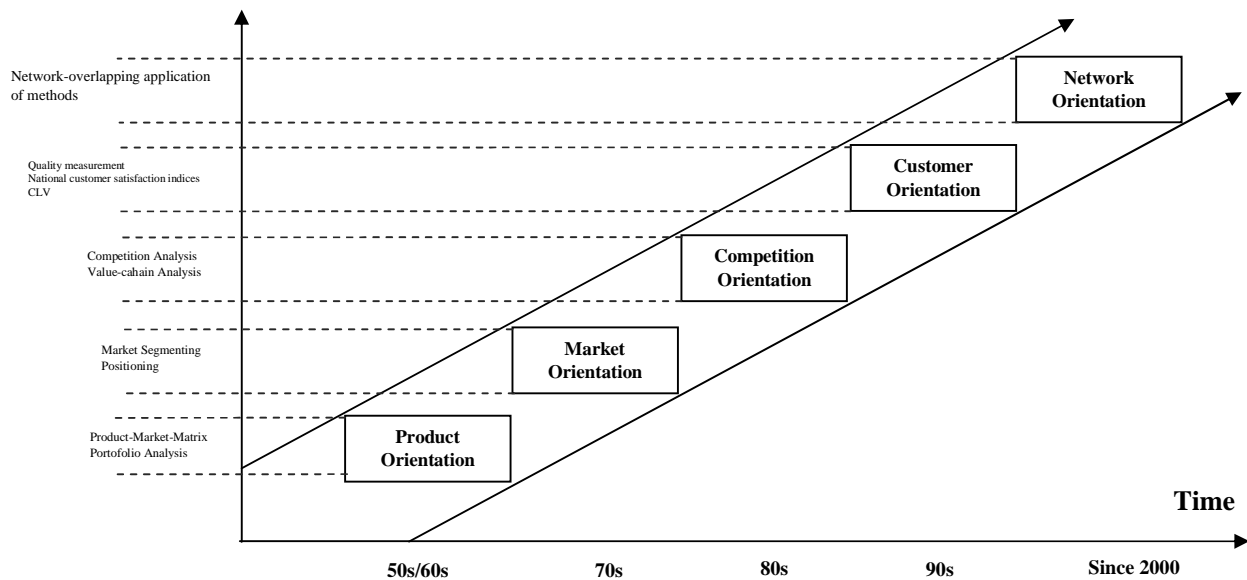 Network-overlapping application
of methods
Network
Orientation
Quality measurement
National customer satisfaction indices
CLV
Customer
Orientation
Competition Analysis
Value-cahain Analysis
Competition
Orientation
Market Segmenting
Positioning
Market
Orientation
Product-Market-Matrix
Portofolio Analysis
Product
Orientation
Time
50s/60s
70s
80s
90s
Since 2000